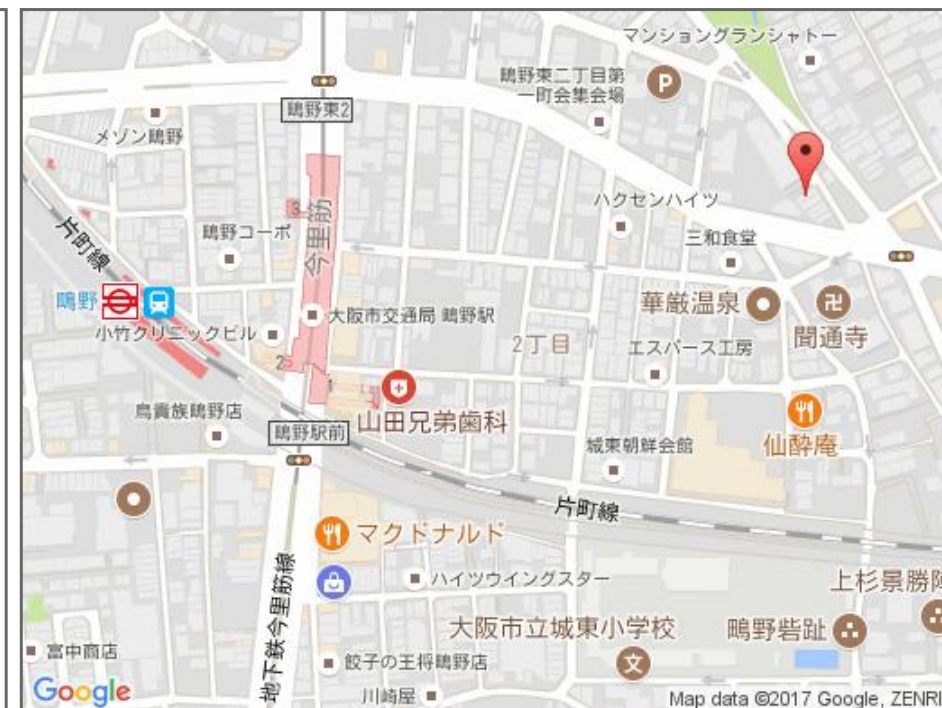 マンショングランシャトー
鴫野東二丁目第
一町会集会場
P
鴫野東2
メゾン鴫野
ハクセンハイツ
3
今里筋
鴫野コーポ
三和食堂
片町線
鴫野
華厳温泉
卍
聞通寺
大阪市交通局 鴫野駅
小竹クリニックビル
2丁目
エスパース工房
2
1
鳥貴族鴫野店
山田兄弟歯科
仙酔庵
鴫野駅前
城東朝鮮会館
片町線
マクドナルド
地下鉄今里筋線
ハイツウイングスター
上杉景勝陣
大阪市立城東小学校
鴫野砦趾
文
富中商店
餃子の王将鴫野店
川崎屋
Google
Map data ©2017 Google, ZENRI